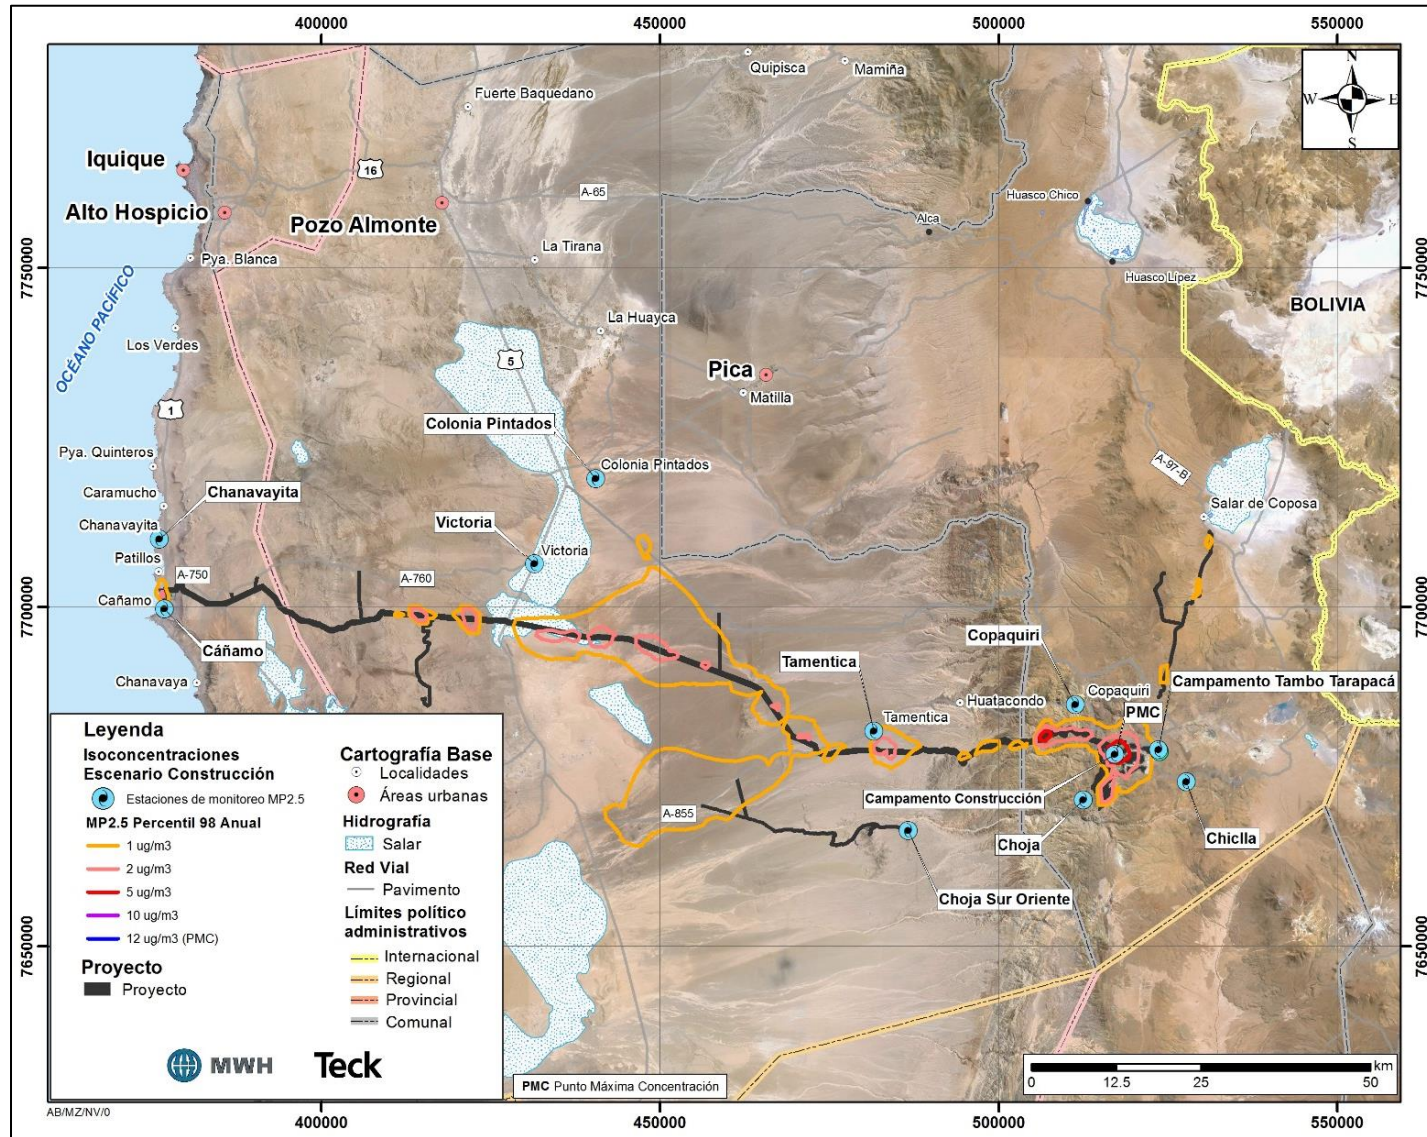 400000
450000
500000
550000
N
W
E
S
Quipisca
Mamiña
Fuerte Baquedano
Iquique
16
A-65
Huasco Chico
Alto Hospicio
Pozo Almonte
Alca
La Tirana
Pya. Blanca
7750000
7750000
Huasco Lípez
OCÉANO PACÍFICO
BOLIVIA
La Huayca
Los Verdes
5
Pica
Matilla
1
Colonia Pintados
Pya. Quinteros
Colonia Pintados
A-97-B
Caramucho
Chanavayita
Salar de Coposa
Chanavayita
Victoria
Victoria
Patillos
A-750
A-760
Cañamo
7700000
7700000
Cáñamo
Copaquiri
Tamentica
Chanavaya
Copaquiri
Campamento Tambo Tarapacá
Huatacondo
PMC
Tamentica
Campamento Construcción
A-855
Choja
Chiclla
Choja Sur Oriente
7650000
7650000
Leyenda
Isoconcentraciones
Escenario Construcción
Estaciones de monitoreo MP2.5
MP2.5 Percentil 98 Anual
1 ug/m3
2 ug/m3
5 ug/m3
10 ug/m3
12 ug/m3 (PMC)
Proyecto
Proyecto
Cartografía Base
Localidades
Áreas urbanas
Hidrografía
Salar
Red Vial
Pavimento
Límites político
administrativos
Internacional
Regional
Provincial
Comunal
MWH
Teck
PMC Punto Máxima Concentración
km
0
12.5
25
50
AB/MZ/NV/0
400000
450000
500000
550000